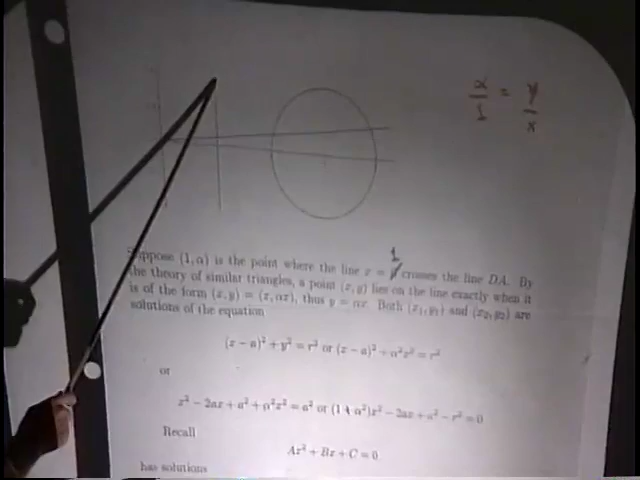 α/1 = y/x
Suppose (1, α) is the point where the line x = 1 crosses the line DA. By
the theory of similar triangles, a point (x, y) lies on the line exactly when it
is of the form (x, y) = (x, αx), thus y = αx. Both (x₁, y₁) and (x₂, y₂) are
solutions of the equation
(x − a)² + y² = r² or (x − a)² + α²x² = r²
or
x² − 2ax + a² + α²x² = a² or (1 + α²)x² − 2ax + a² − r² = 0
Recall
Ax² + Bx + C = 0
has solutions